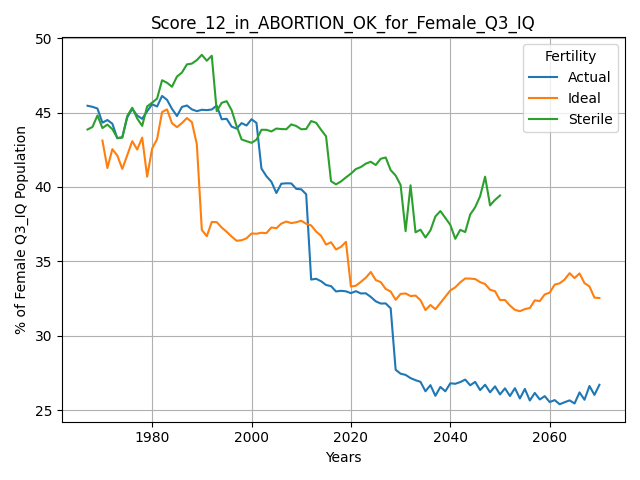 Score_12_in_ABORTION_OK_for_Female_Q3_IQ
% of Female Q3_IQ Population
50
45
40
35
30
25
Fertility
Actual
Ideal
Sterile
1980 2000 2020 2040 2060
Years